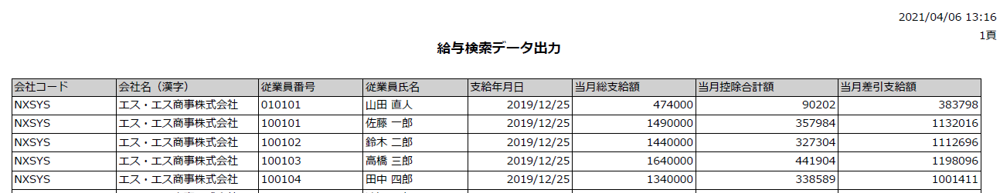 2021/04/06 13:16
1頁
給与検索データ出力
会社コード 会社名（漢字） 従業員番号 従業員氏名 支給年月日 当月総支給額 当月控除合計額 当月差引支給額
NXSYS エス・エス商事株式会社 010101 山田 直人 2019/12/25 474000 90202 383798
NXSYS エス・エス商事株式会社 100101 佐藤 一郎 2019/12/25 1490000 357984 1132016
NXSYS エス・エス商事株式会社 100102 鈴木 二郎 2019/12/25 1440000 327304 1112696
NXSYS エス・エス商事株式会社 100103 高橋 三郎 2019/12/25 1640000 441904 1198096
NXSYS エス・エス商事株式会社 100104 田中 四郎 2019/12/25 1340000 338589 1001411